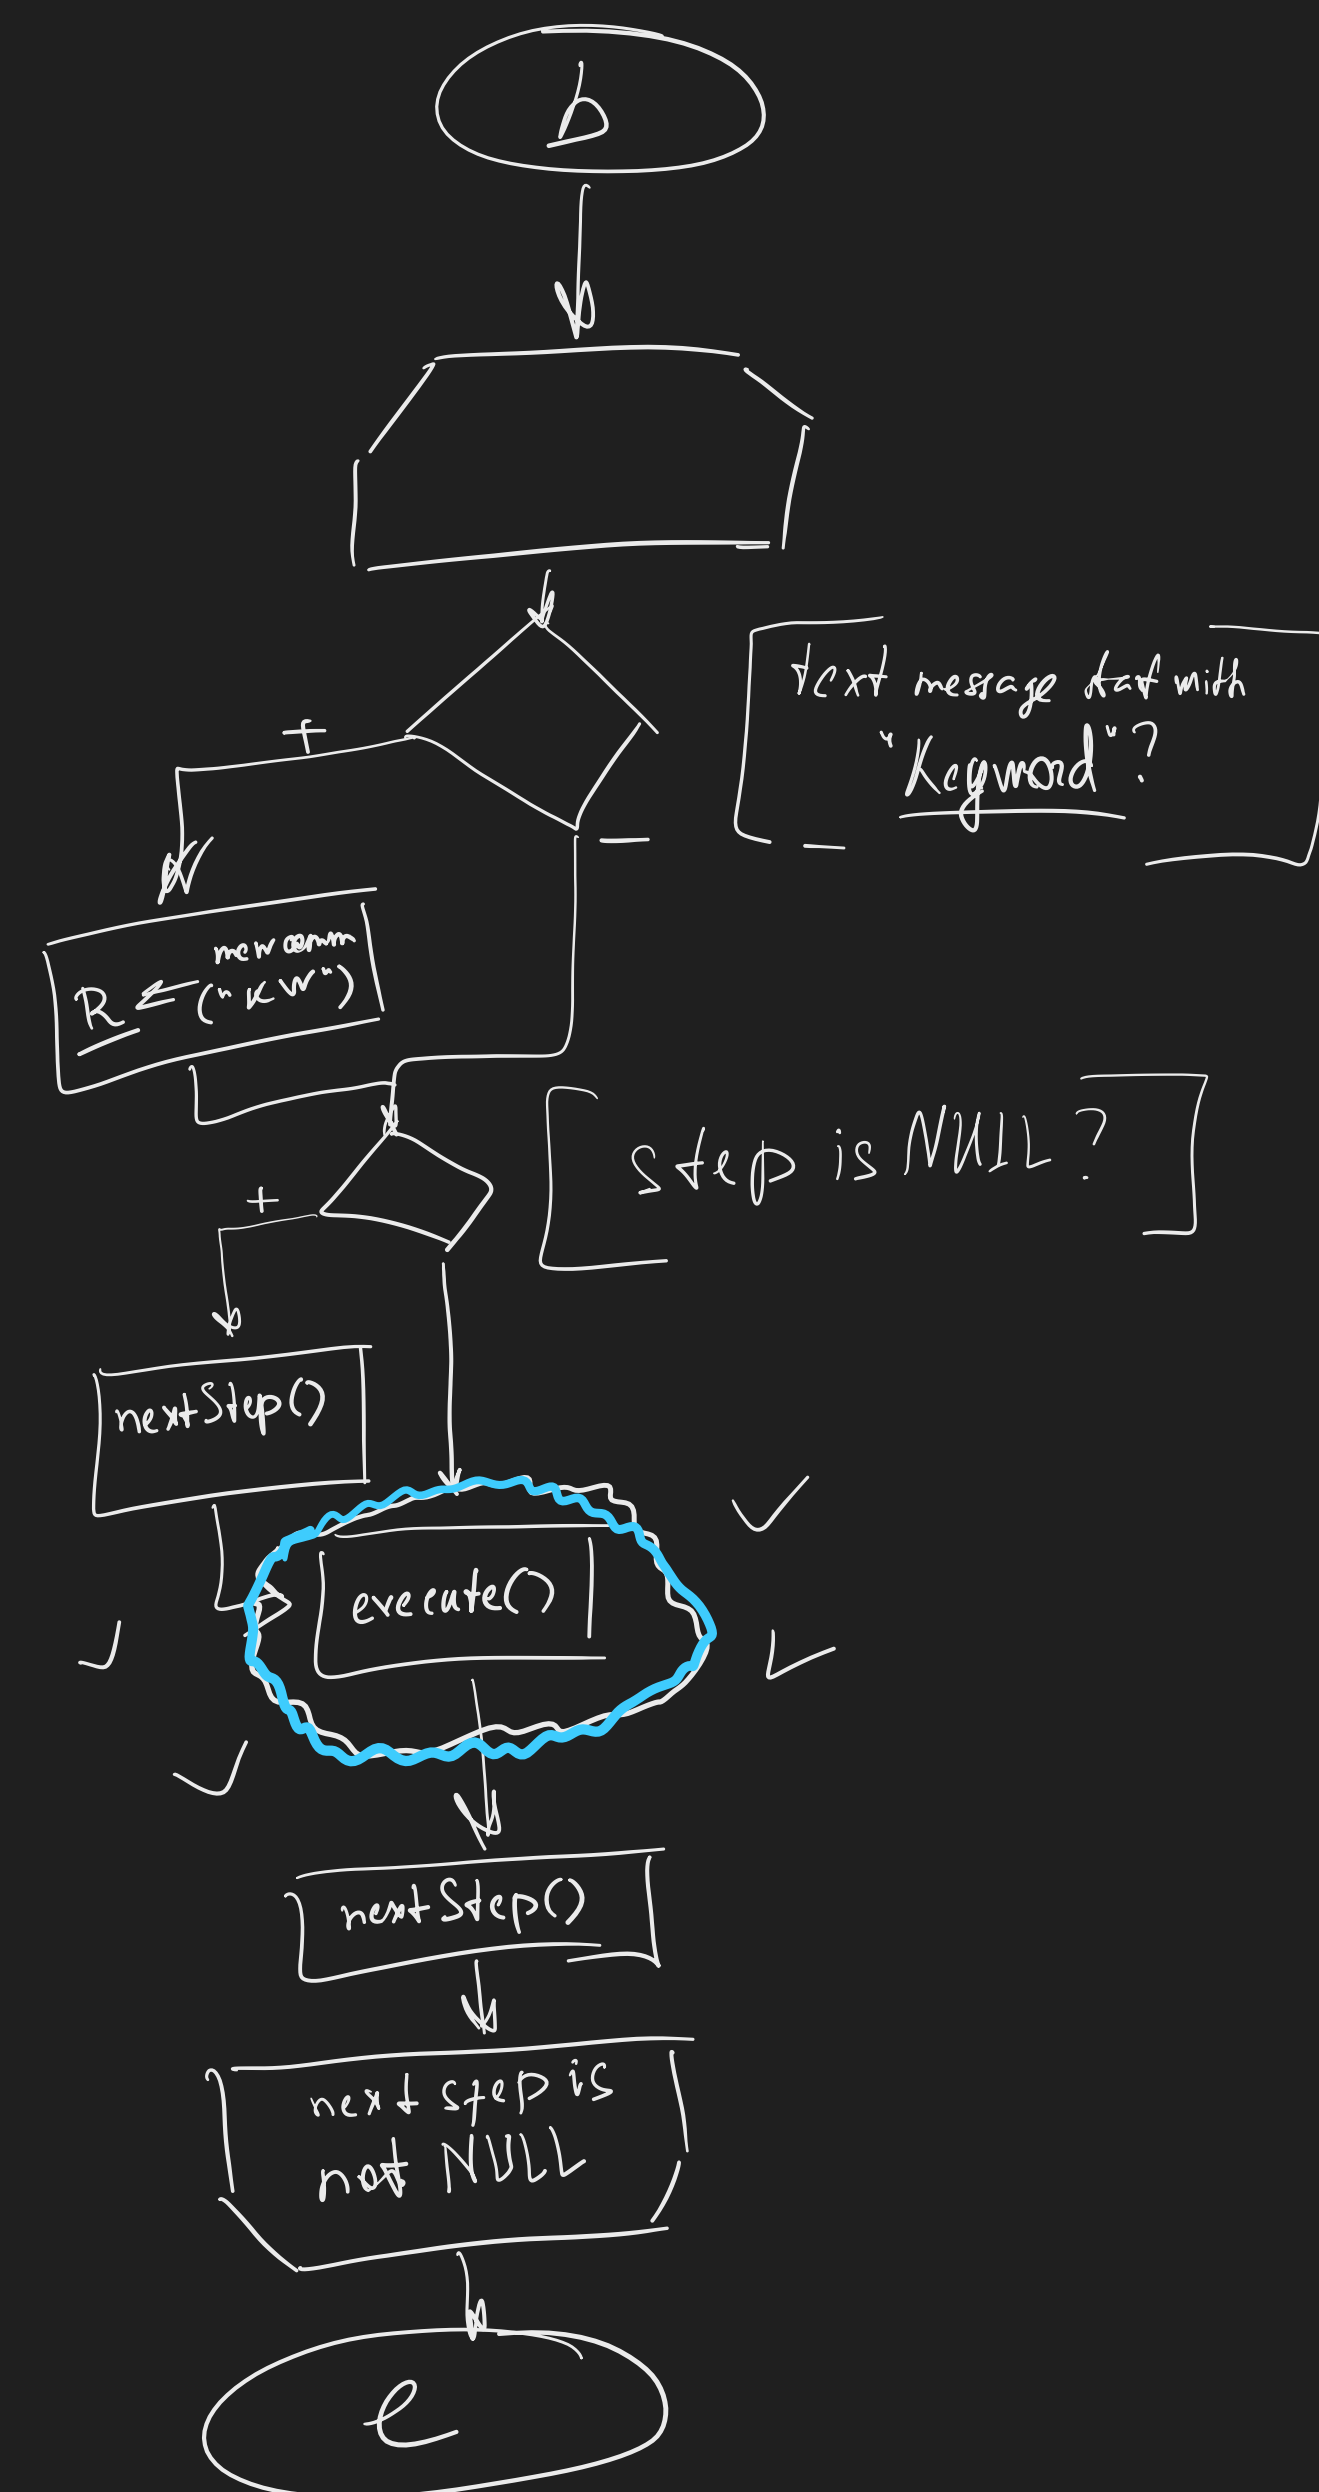 b
text message start with
"Keyword"?
+
—
new comm
R ← ("KW")
step is NULL?
+
nextStep()
execute()
nextStep()
next step is
not NULL
e